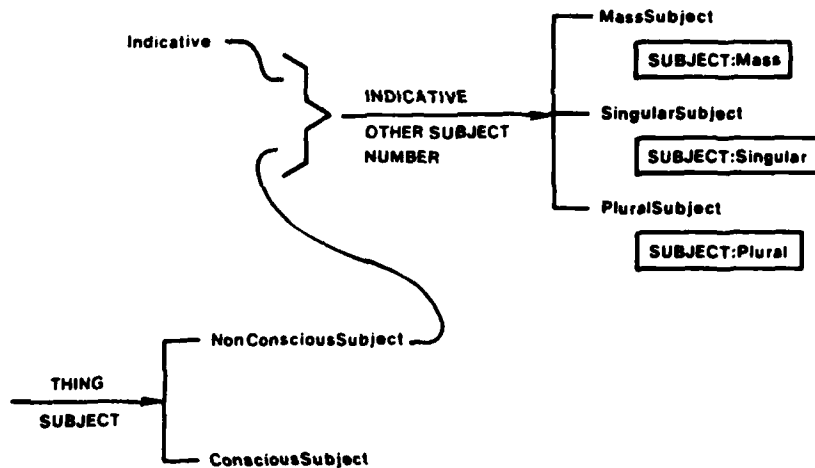 MassSubject
Indicative
SUBJECT:Mass
INDICATIVE
SingularSubject
OTHER SUBJECT
NUMBER
SUBJECT:Singular
PluralSubject
SUBJECT:Plural
NonConsciousSubject
THING
SUBJECT
ConsciousSubject